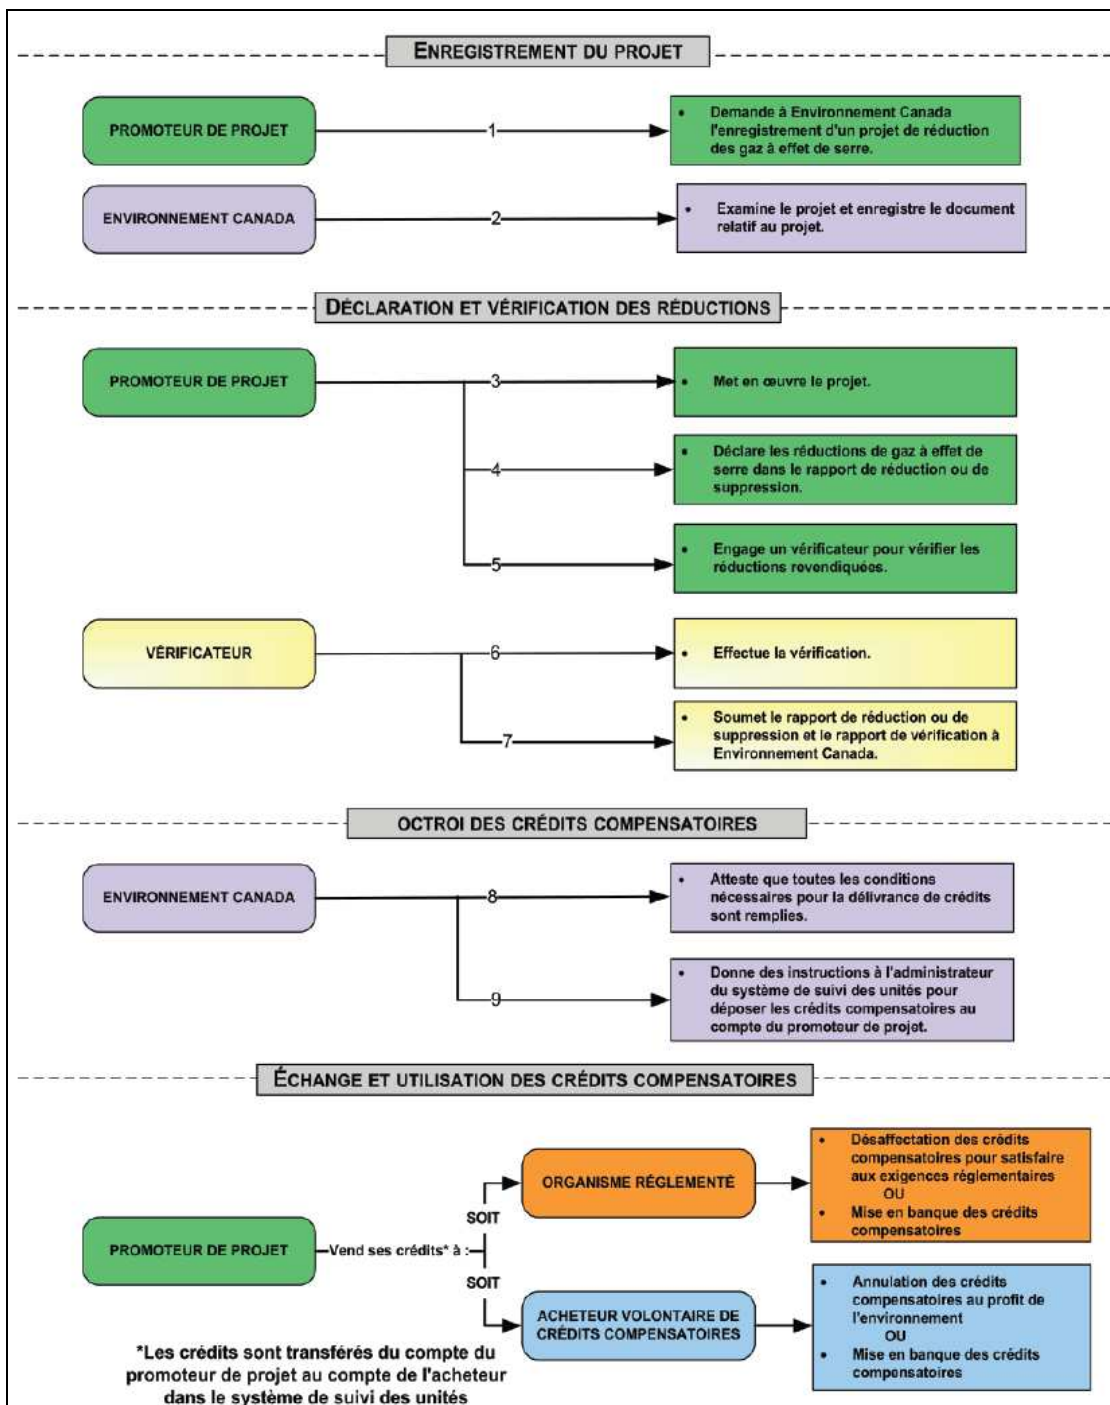 ENREGISTREMENT DU PROJET
PROMOTEUR DE PROJET
1
• Demande à Environnement Canada
l'enregistrement d'un projet de réduction
des gaz à effet de serre.
ENVIRONNEMENT CANADA
2
• Examine le projet et enregistre le document
relatif au projet.
DÉCLARATION ET VÉRIFICATION DES RÉDUCTIONS
PROMOTEUR DE PROJET
3
• Met en œuvre le projet.
4
• Déclare les réductions de gaz à effet de
serre dans le rapport de réduction ou de
suppression.
5
• Engage un vérificateur pour vérifier les
réductions revendiquées.
VÉRIFICATEUR
6
• Effectue la vérification.
7
• Soumet le rapport de réduction ou de
suppression et le rapport de vérification à
Environnement Canada.
OCTROI DES CRÉDITS COMPENSATOIRES
ENVIRONNEMENT CANADA
8
• Atteste que toutes les conditions
nécessaires pour la délivrance de crédits
sont remplies.
9
• Donne des instructions à l'administrateur
du système de suivi des unités pour
déposer les crédits compensatoires au
compte du promoteur de projet.
ÉCHANGE ET UTILISATION DES CRÉDITS COMPENSATOIRES
PROMOTEUR DE PROJET
Vend ses crédits* à :
SOIT
ORGANISME RÉGLEMENTÉ
• Désaffectation des crédits
compensatoires pour satisfaire
aux exigences réglementaires
OU
• Mise en banque des crédits
compensatoires
SOIT
ACHETEUR VOLONTAIRE DE
CRÉDITS COMPENSATOIRES
• Annulation des crédits
compensatoires au profit de
l'environnement
OU
• Mise en banque des crédits
compensatoires
*Les crédits sont transférés du compte du
promoteur de projet au compte de l'acheteur
dans le système de suivi des unités